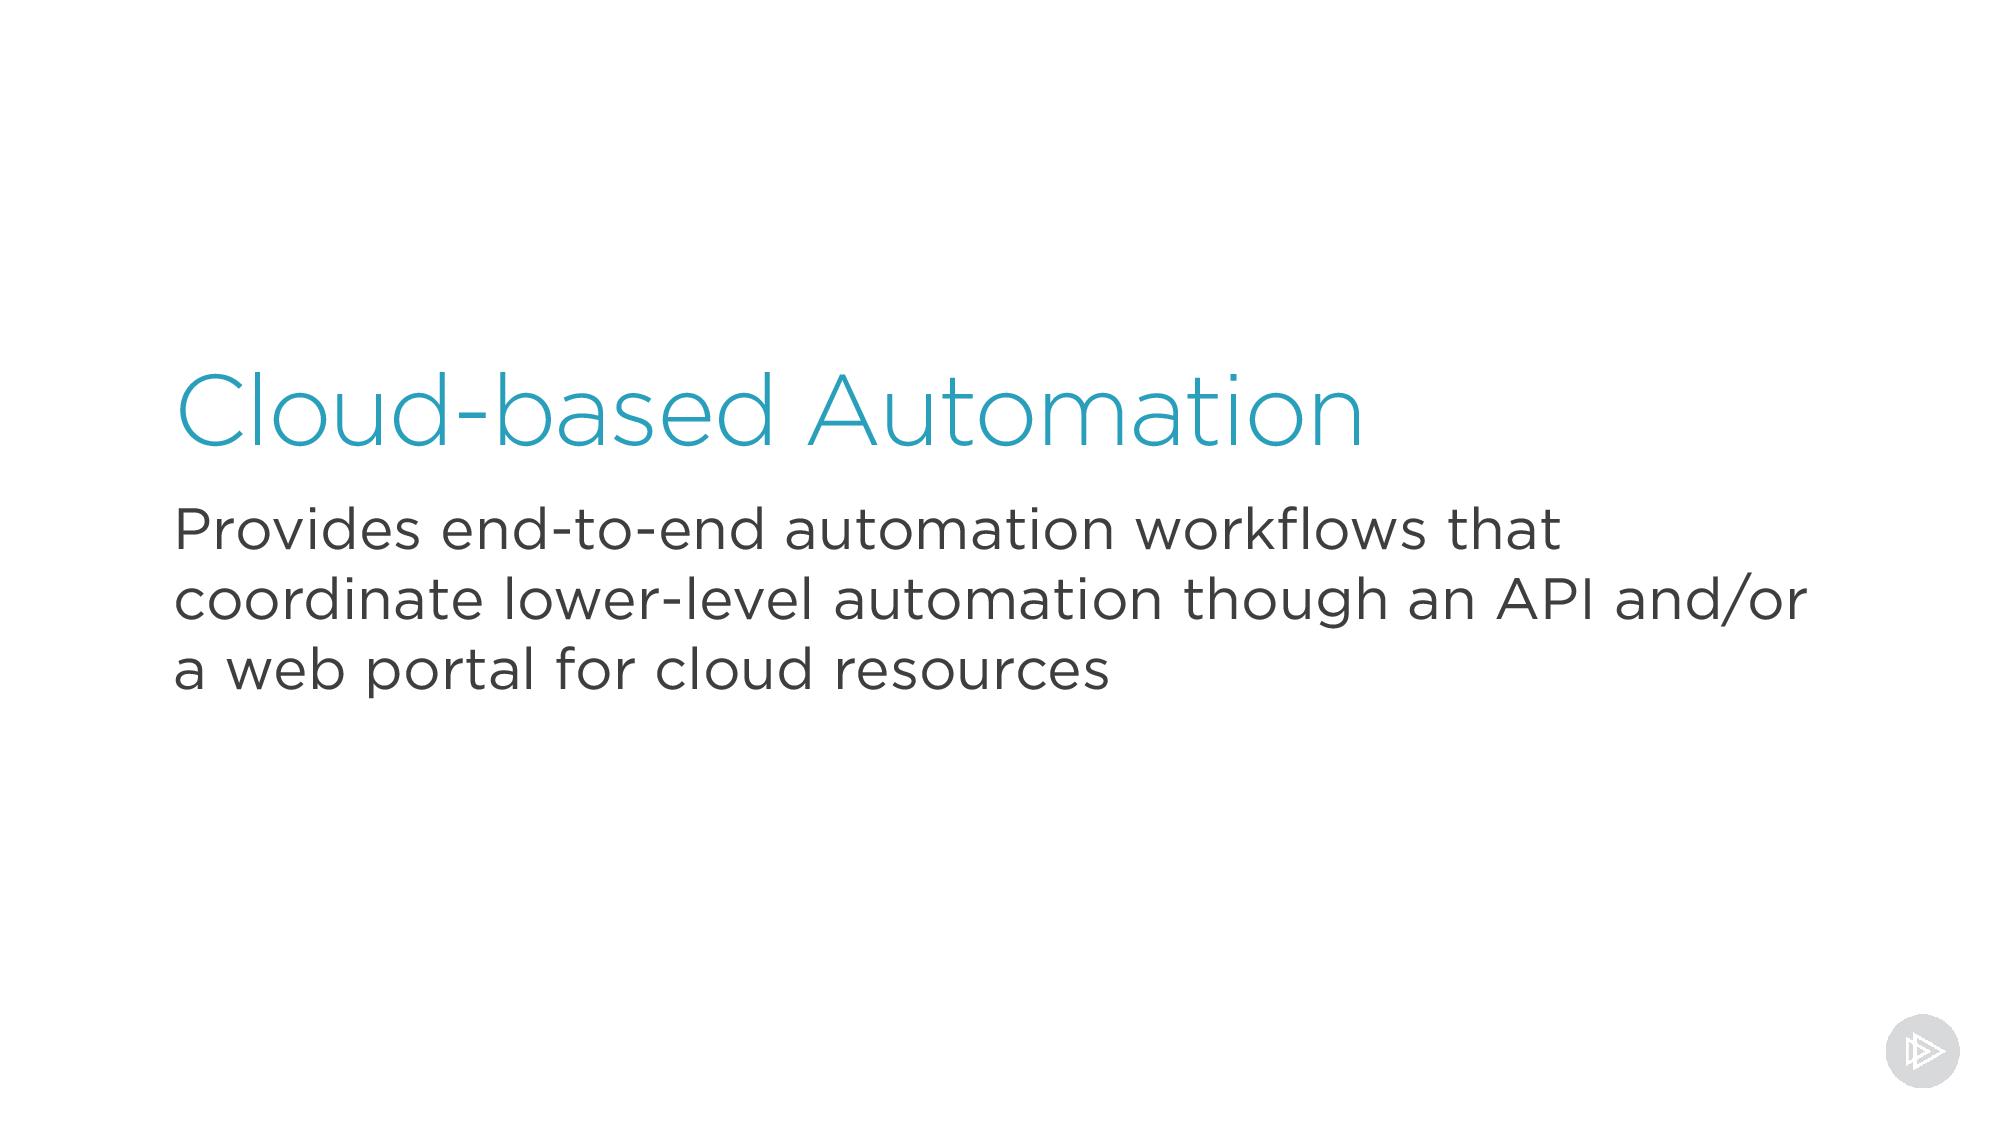 Cloud-based Automation
Provides end-to-end automation workflows that
coordinate lower-level automation though an API and/or
a web portal for cloud resources